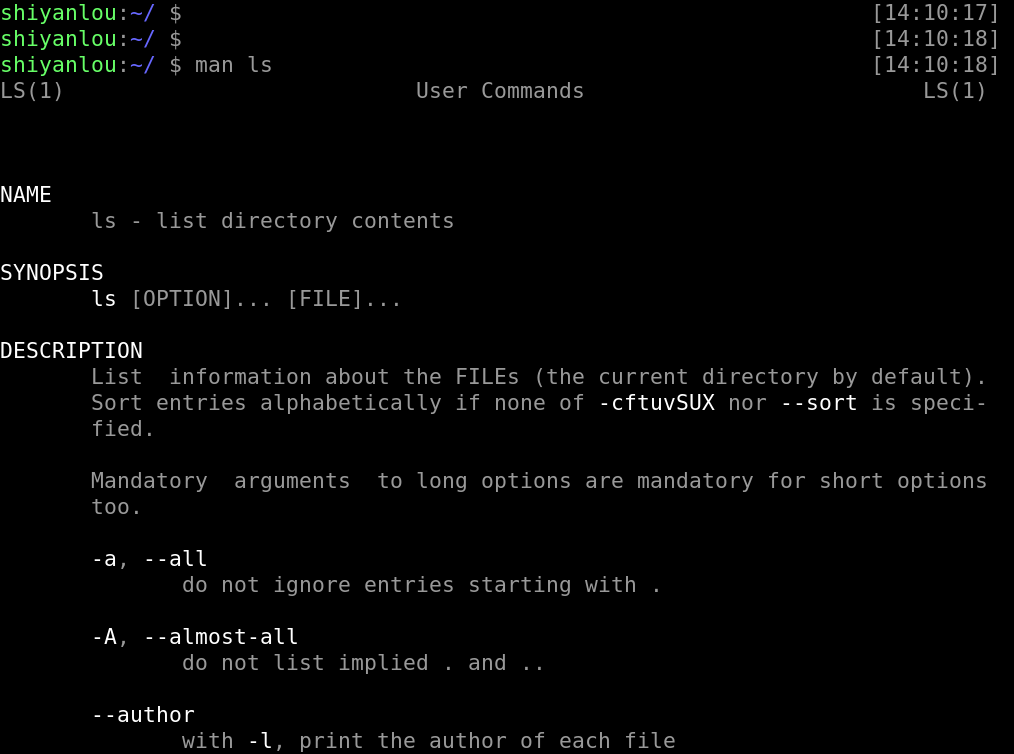 shiyanlou:~/ $ [14:10:17]
shiyanlou:~/ $ [14:10:18]
shiyanlou:~/ $ man ls [14:10:18]
LS(1) User Commands LS(1)
NAME
ls - list directory contents
SYNOPSIS
ls [OPTION]... [FILE]...
DESCRIPTION
List  information about the FILEs (the current directory by default).
Sort entries alphabetically if none of -cftuvSUX nor --sort is speci-
fied.
Mandatory  arguments  to long options are mandatory for short options
too.
-a, --all
do not ignore entries starting with .
-A, --almost-all
do not list implied . and ..
--author
with -l, print the author of each file